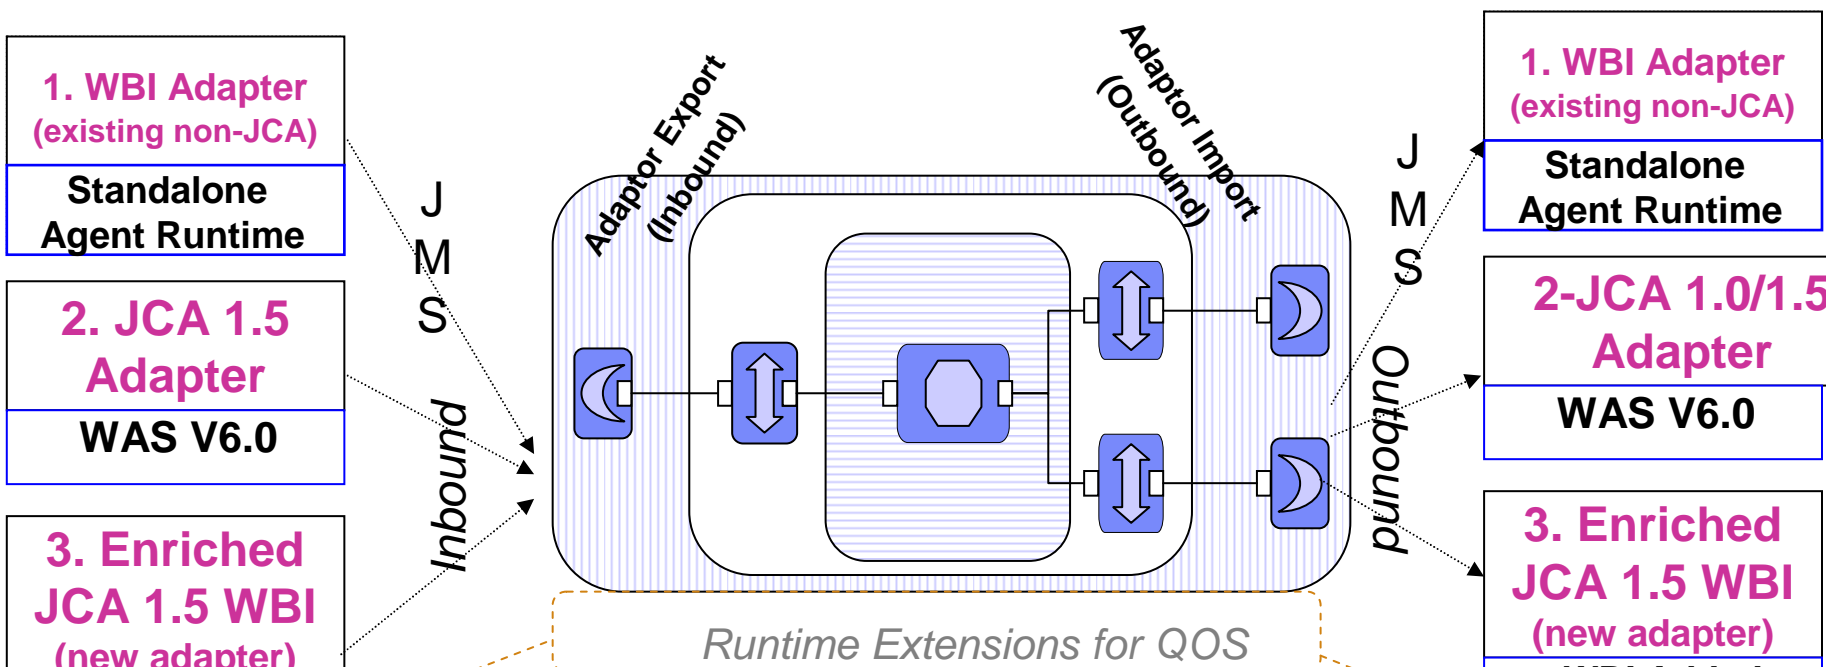 1. WBI Adapter
(existing non-JCA)
Standalone
Agent Runtime
2. JCA 1.5
Adapter
WAS V6.0
3. Enriched
JCA 1.5 WBI
(new adapter)
J
M
S
Inbound
Adaptor Export
(Inbound)
Adaptor Import
(Outbound)
Runtime Extensions for QOS
J
M
S
Outbound
1. WBI Adapter
(existing non-JCA)
Standalone
Agent Runtime
2-JCA 1.0/1.5
Adapter
WAS V6.0
3. Enriched
JCA 1.5 WBI
(new adapter)